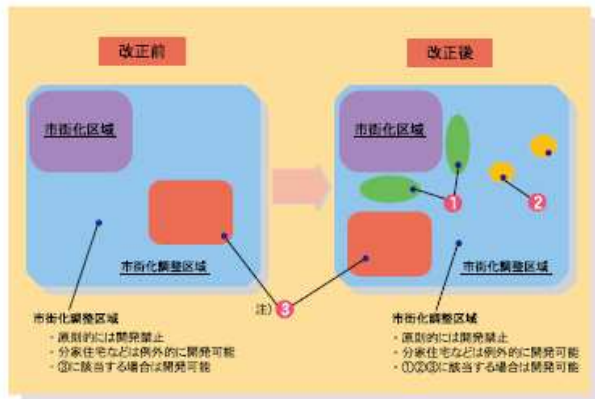 改正前
改正後
市街化区域
市街化区域
①
②
市街化調整区域
市街化調整区域
注)③
市街化調整区域
・原則的には開発禁止
・分家住宅などは例外的に開発可能
・③に該当する場合は開発可能
市街化調整区域
・原則的には開発禁止
・分家住宅などは例外的に開発可能
・①②③に該当する場合は開発可能